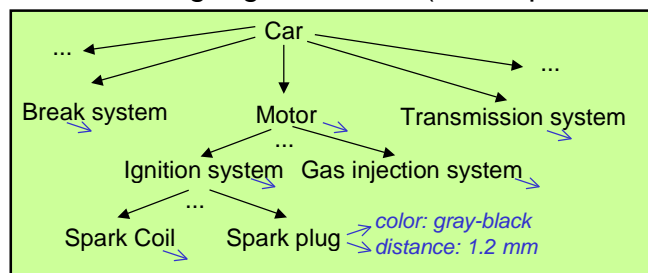 Car
...
...
Break system
Motor
Transmission system
...
Ignition system
Gas injection system
...
Spark Coil
Spark plug
color: gray-black
distance: 1.2 mm